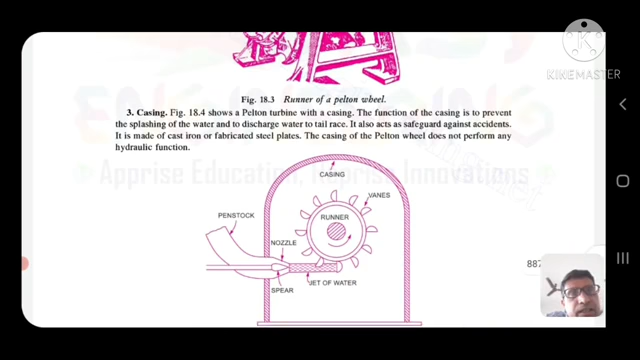 KINEMASTER
Fig. 18.3 Runner of a pelton wheel.
3. Casing. Fig. 18.4 shows a Pelton turbine with a casing. The function of the casing is to prevent
the splashing of the water and to discharge water to tail race. It also acts as safeguard against accidents.
It is made of cast iron or fabricated steel plates. The casing of the Pelton wheel does not perform any
hydraulic function.
Apprise Education, Reprise Innovations
CASING
VANES
PENSTOCK
RUNNER
NOZZLE
JET OF WATER
SPEAR
887